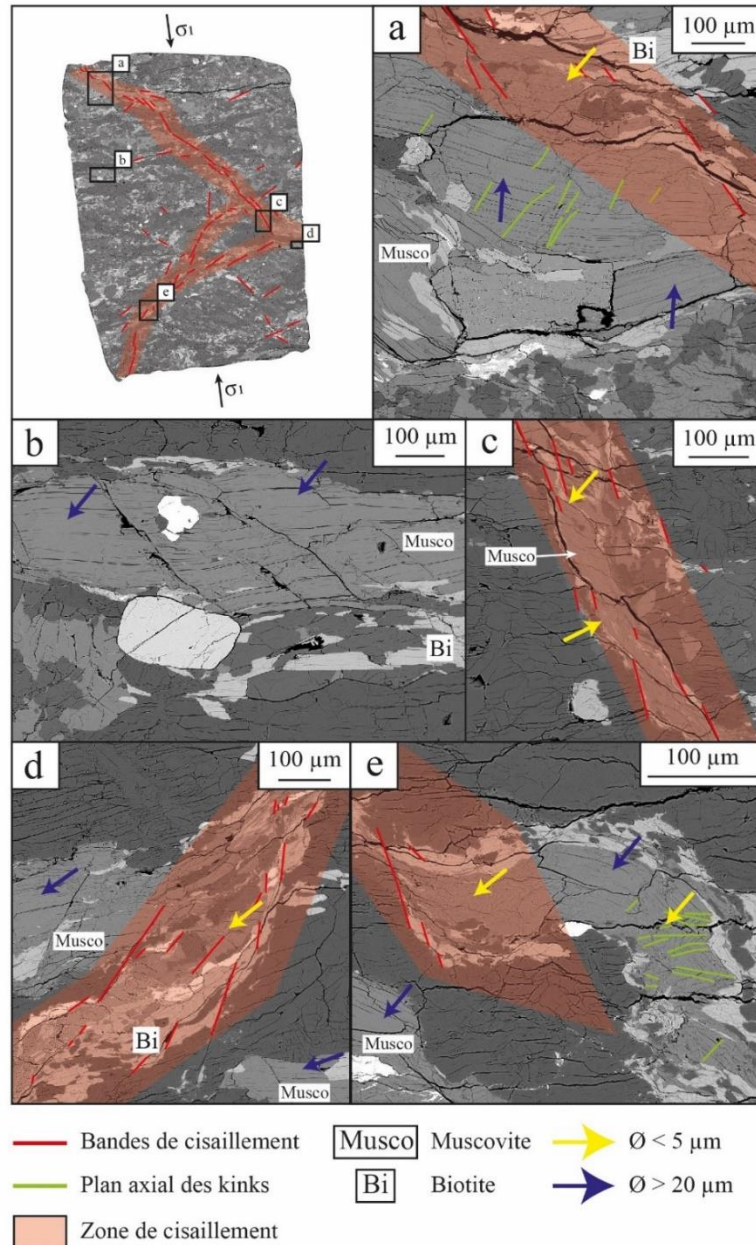 σ1
a
b
c
d
e
σ1
a
100 µm
Bi
Musco
b
100 µm
Musco
Bi
c
100 µm
Musco
d
100 µm
Musco
Bi
Musco
e
100 µm
Musco
Bandes de cisaillement
Musco Muscovite
Ø < 5 µm
Plan axial des kinks
Bi Biotite
Ø > 20 µm
Zone de cisaillement